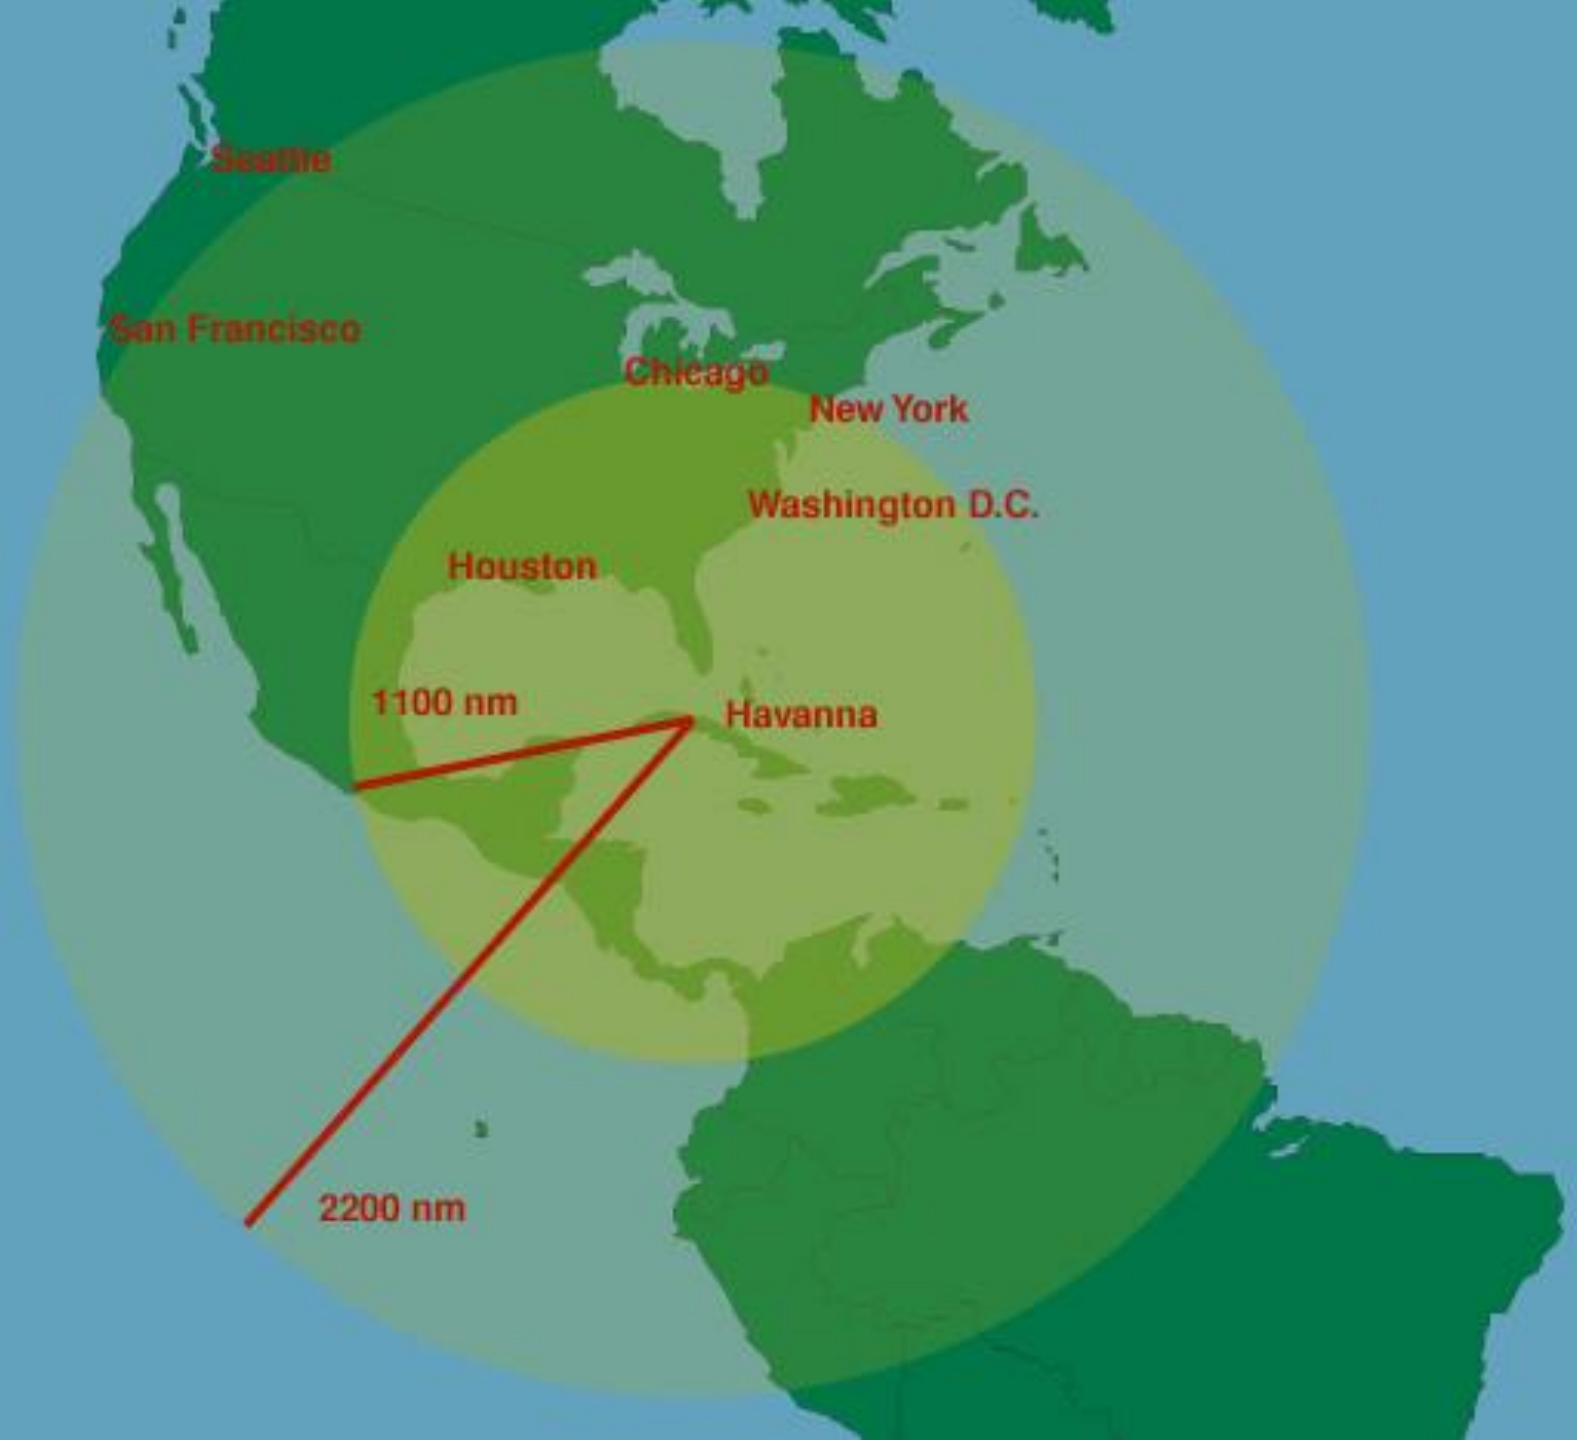 Seattle
San Francisco
Chicago
New York
Washington D.C.
Houston
1100 nm
Havanna
2200 nm